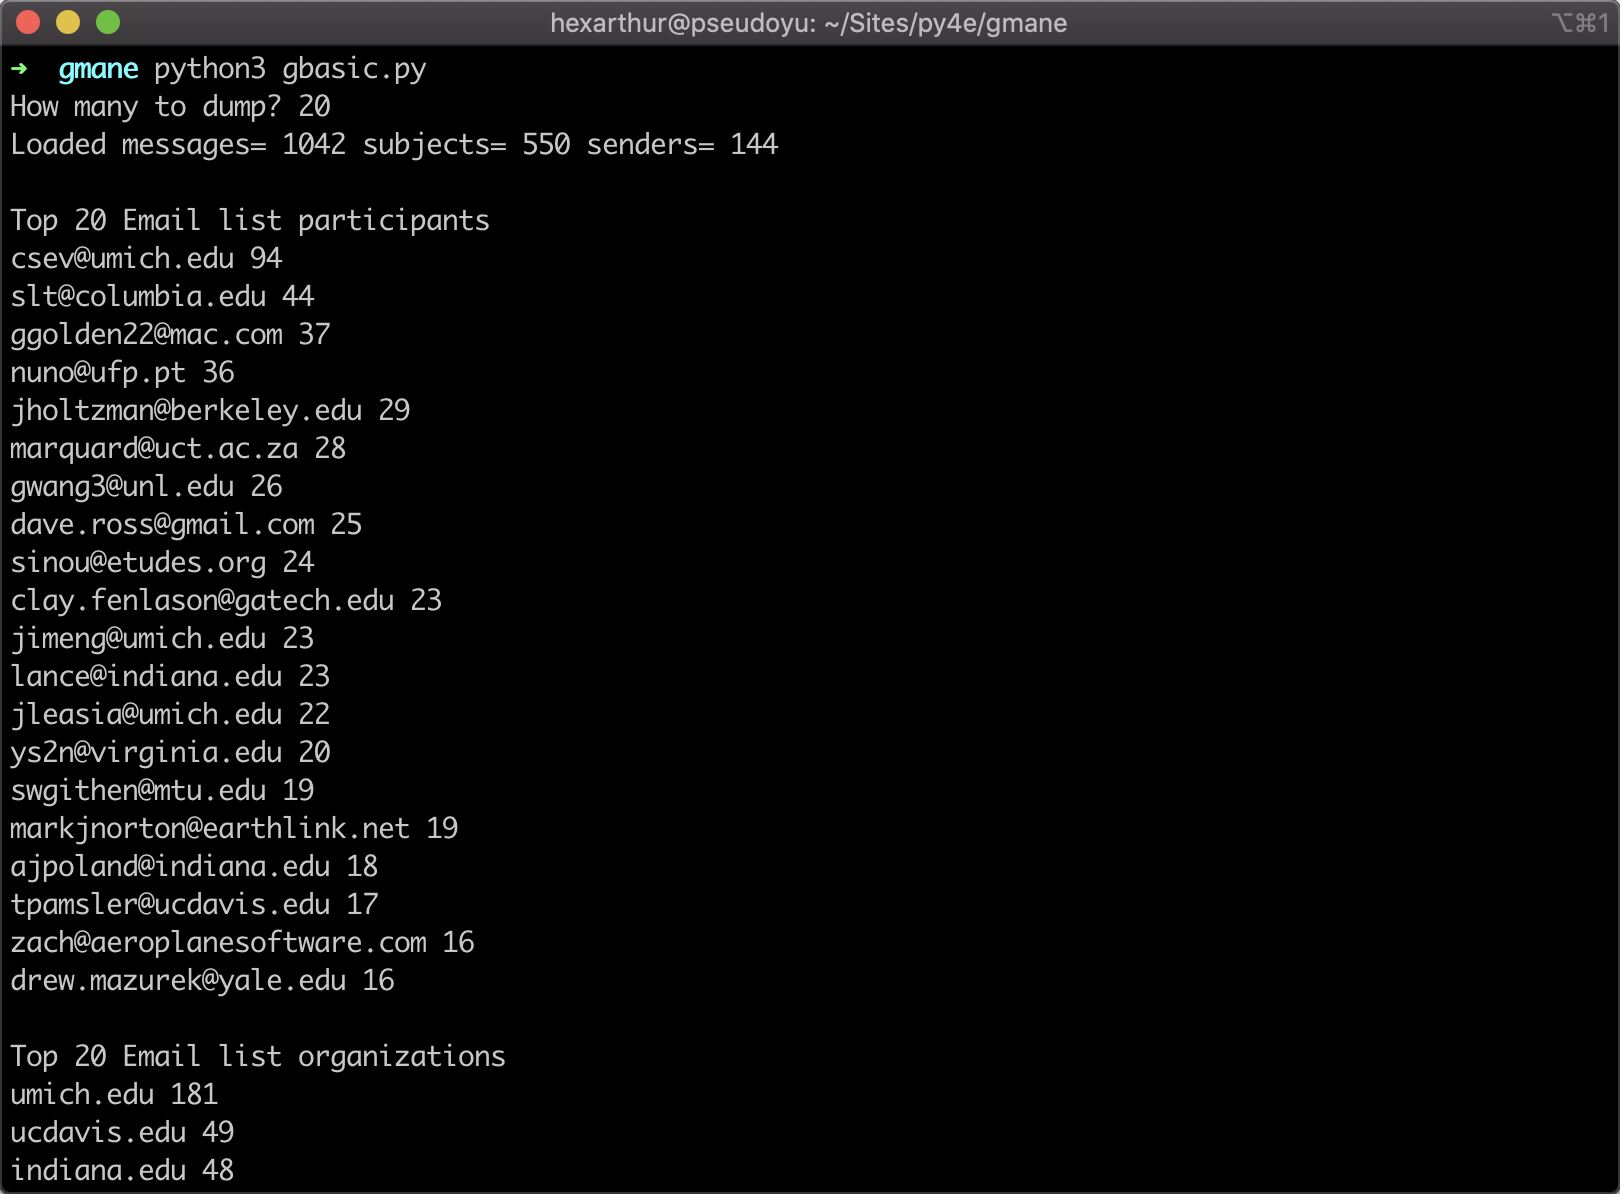 hexarthur@pseudoyu: ~/Sites/py4e/gmane ⌥⌘1
➜ gmane python3 gbasic.py
How many to dump? 20
Loaded messages= 1042 subjects= 550 senders= 144
Top 20 Email list participants
csev@umich.edu 94
slt@columbia.edu 44
ggolden22@mac.com 37
nuno@ufp.pt 36
jholtzman@berkeley.edu 29
marquard@uct.ac.za 28
gwang3@unl.edu 26
dave.ross@gmail.com 25
sinou@etudes.org 24
clay.fenlason@gatech.edu 23
jimeng@umich.edu 23
lance@indiana.edu 23
jleasia@umich.edu 22
ys2n@virginia.edu 20
swgithen@mtu.edu 19
markjnorton@earthlink.net 19
ajpoland@indiana.edu 18
tpamsler@ucdavis.edu 17
zach@aeroplanesoftware.com 16
drew.mazurek@yale.edu 16
Top 20 Email list organizations
umich.edu 181
ucdavis.edu 49
indiana.edu 48